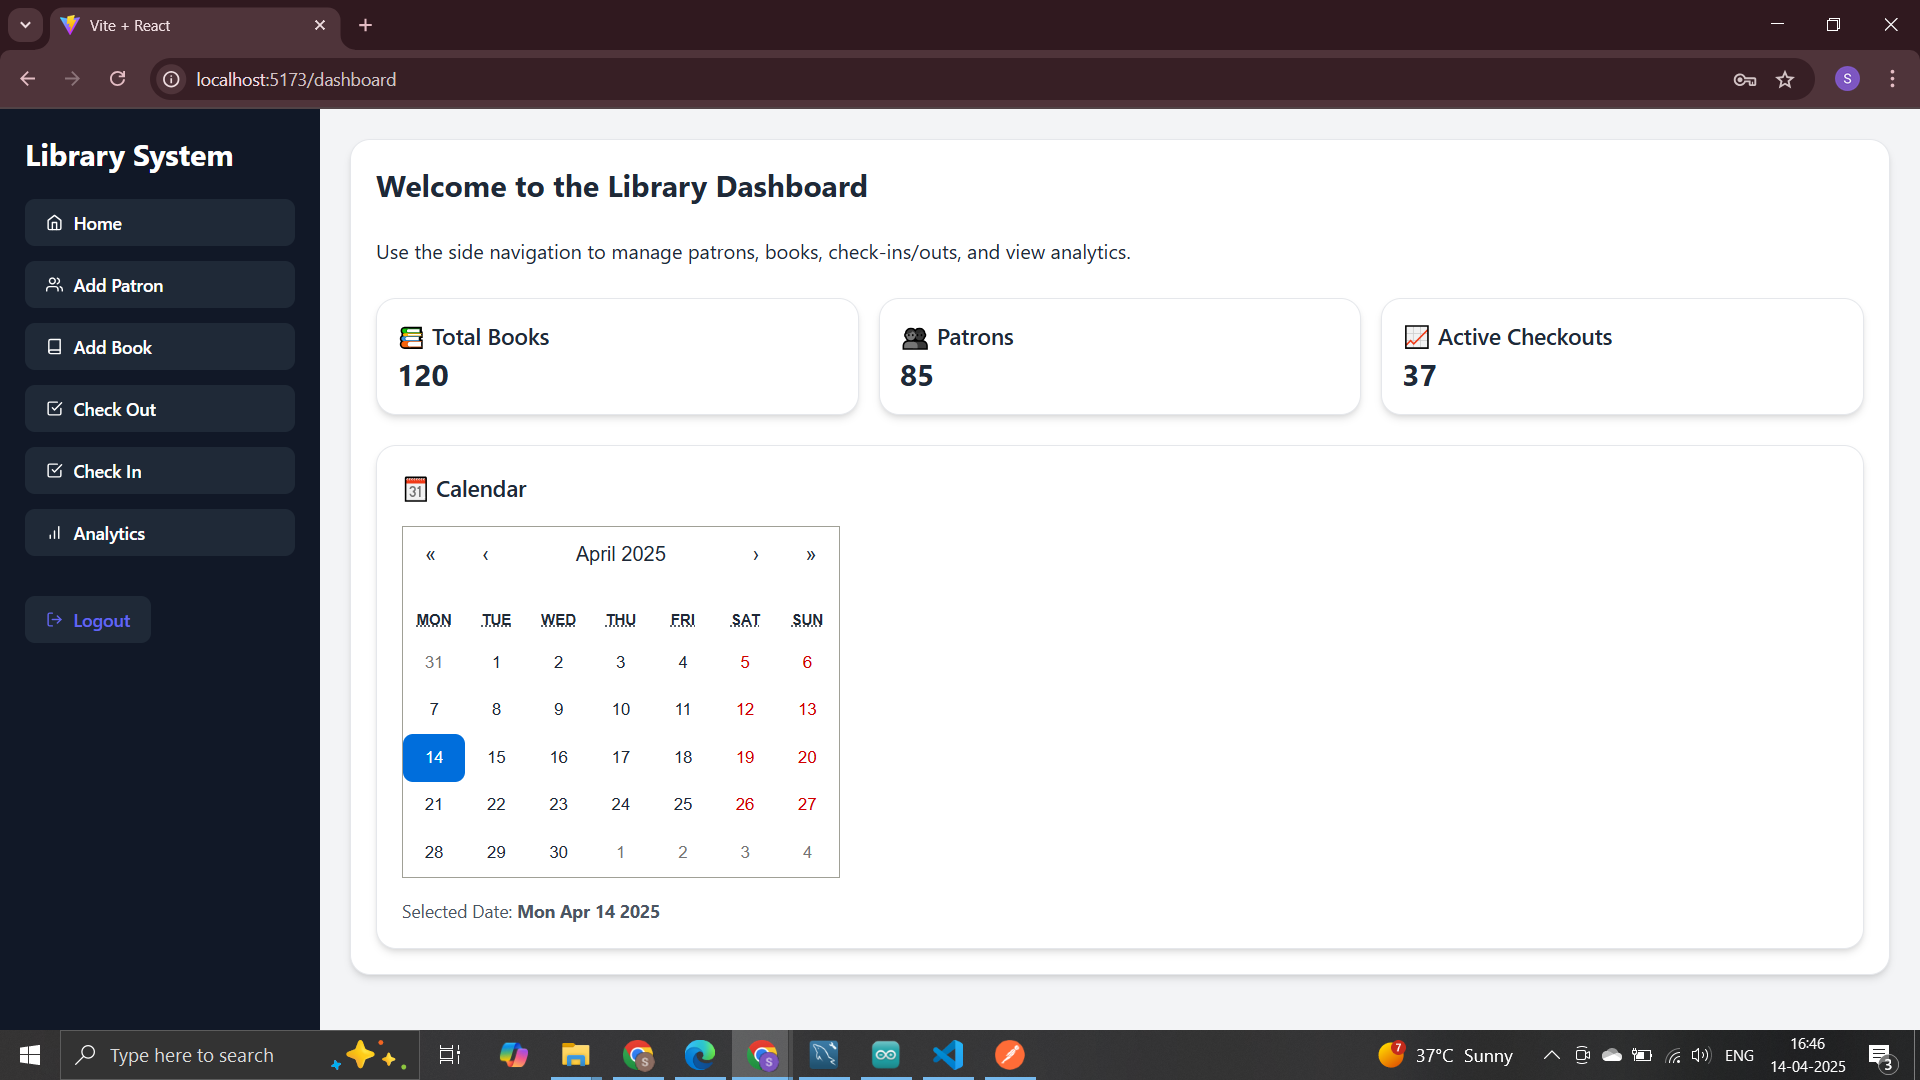 Vite + React
localhost:5173/dashboard
S
Library System
Home
Add Patron
Add Book
Check Out
Check In
Analytics
Logout
Welcome to the Library Dashboard
Use the side navigation to manage patrons, books, check-ins/outs, and view analytics.
Total Books
120
Patrons
85
Active Checkouts
37
31 Calendar
« ‹ April 2025 › »
MON TUE WED THU FRI SAT SUN
31 1 2 3 4 5 6
7 8 9 10 11 12 13
14 15 16 17 18 19 20
21 22 23 24 25 26 27
28 29 30 1 2 3 4
Selected Date: Mon Apr 14 2025
Type here to search
S
S
7
37°C Sunny
ENG
16:46
14-04-2025
3